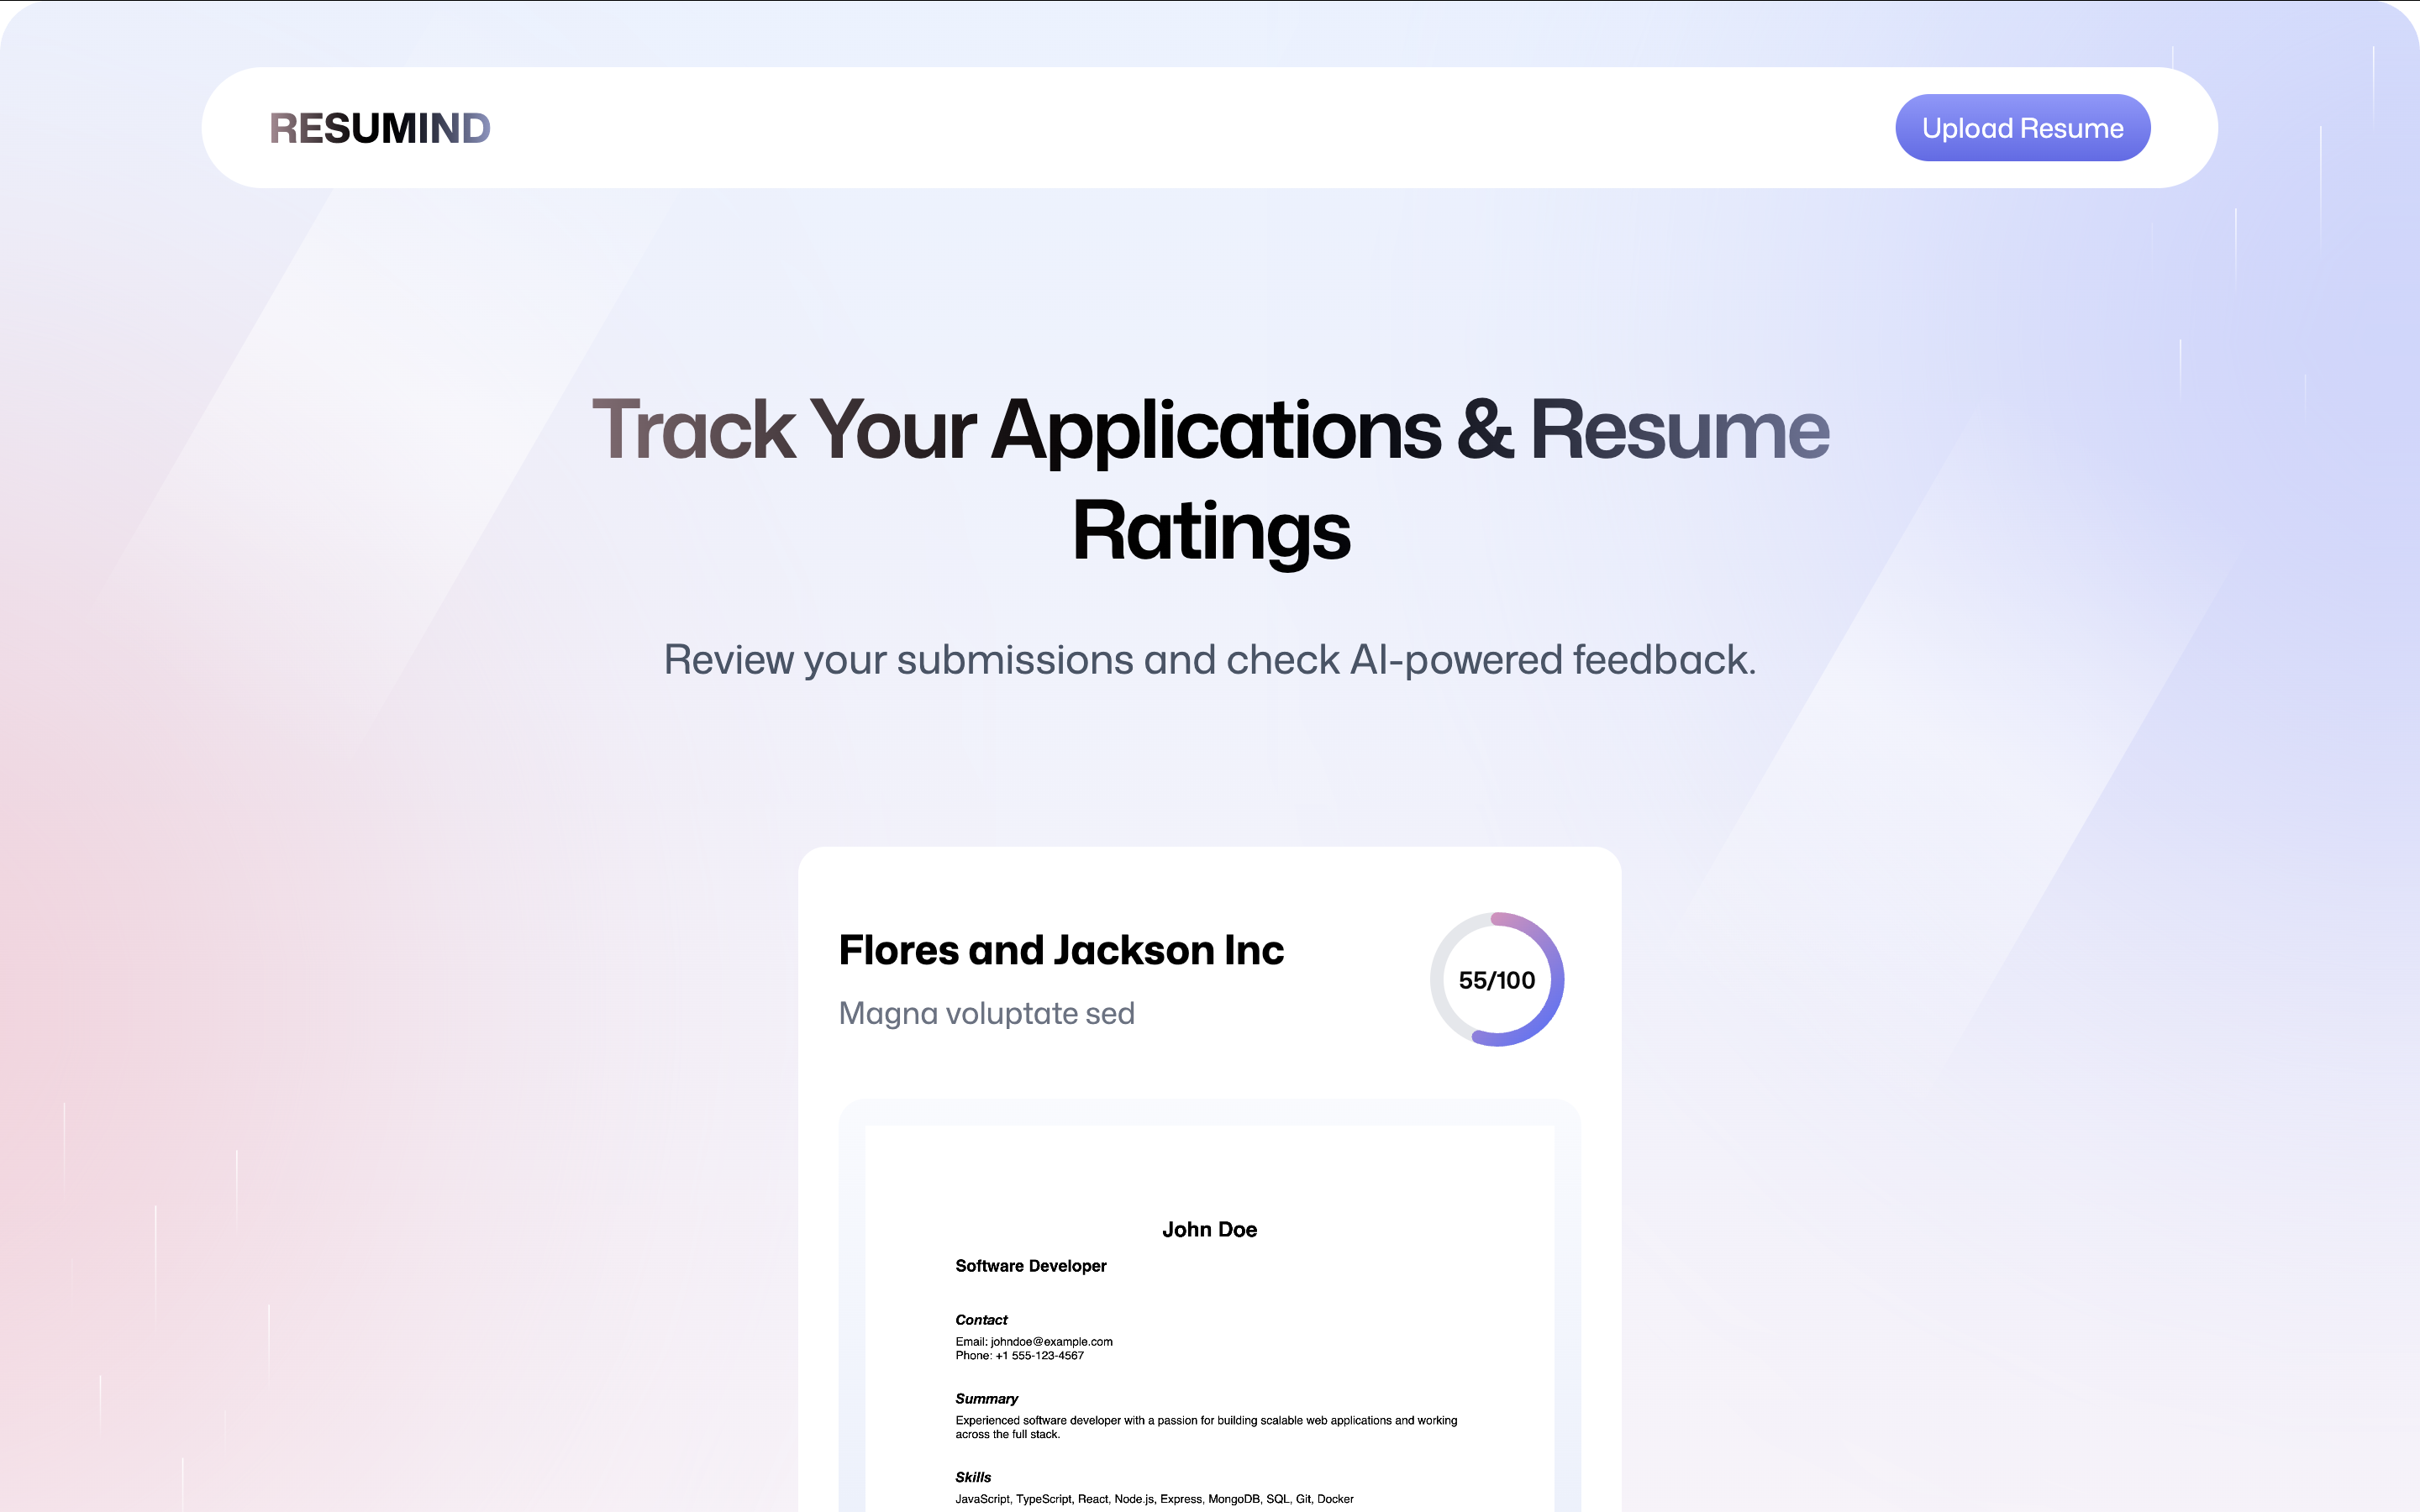 RESUMIND
Upload Resume
Track Your Applications & Resume
Ratings
Review your submissions and check AI-powered feedback.
Flores and Jackson Inc
Magna voluptate sed
55/100
John Doe
Software Developer
Contact
Email: johndoe@example.com
Phone: +1 555-123-4567
Summary
Experienced software developer with a passion for building scalable web applications and working
across the full stack.
Skills
JavaScript, TypeScript, React, Node.js, Express, MongoDB, SQL, Git, Docker